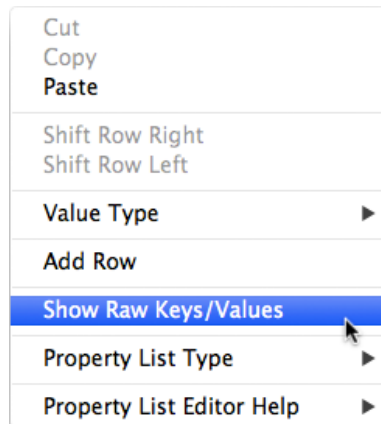 Cut
Copy
Paste
Shift Row Right
Shift Row Left
Value Type
Add Row
Show Raw Keys/Values
Property List Type
Property List Editor Help